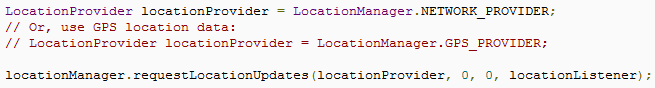 LocationProvider locationProvider = LocationManager.NETWORK_PROVIDER;
// Or, use GPS location data:
// LocationProvider locationProvider = LocationManager.GPS_PROVIDER;
locationManager.requestLocationUpdates(locationProvider, 0, 0, locationListener);